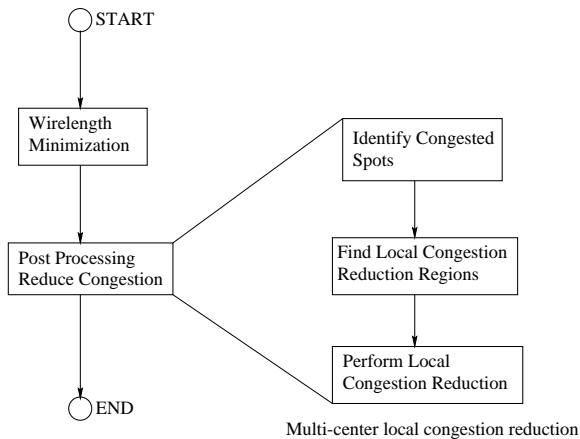 START
Wirelength
Minimization
Post Processing
Reduce Congestion
END
Identify Congested
Spots
Find Local Congestion
Reduction Regions
Perform Local
Congestion Reduction
Multi-center local congestion reduction